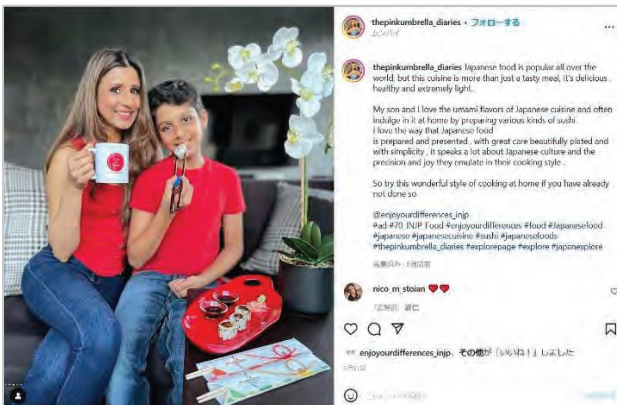 thepinkumbrella_diaries • フォローする
ムンバイ
thepinkumbrella_diaries Japanese food is popular all over the
world, but this cuisine is more than just a tasty meal, it's delicious ,
healthy and extremely light.
My son and I love the umami flavors of Japanese cuisine and often
indulge in it at home by preparing various kinds of sushi
I love the way that Japanese food
is prepared and presented , with great care beautifully plated and
with simplicity , it speaks a lot about Japanese culture and the
precision and joy they emulate in their cooking style .
So try this wonderful style of cooking at home if you have already
not done so
@enjoyourdifferences_injp
#ad #70_INJP_Food #enjoyourdifferences #food #Japanesefood
#japanese #japanesecuisine #sushi #japanesefoods
#thepinkumbrella_diaries #explorepage #explore #japanexplore
nico_m_stoian
enjoyourdifferences_injp、その他が「いいね！」しました